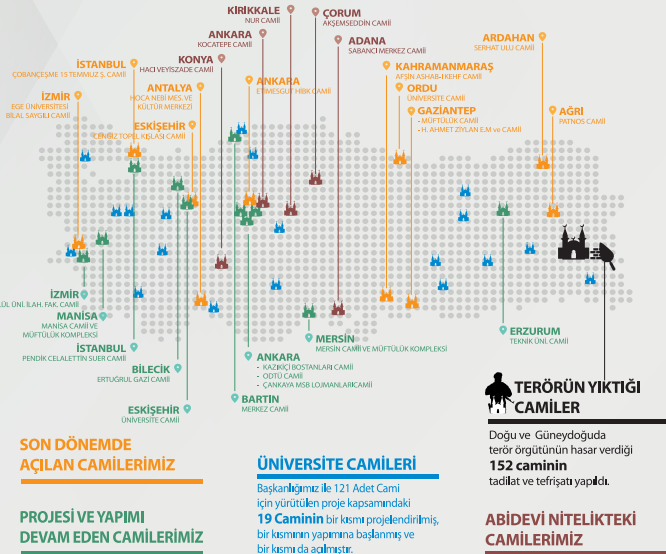 KIRIKKALE
NUR CAMİİ
ÇORUM
AKŞEMSEDDİN CAMİİ
ANKARA
KOCATEPE CAMİİ
ADANA
SABANCI MERKEZ CAMİİ
ARDAHAN
SERHAT ULU CAMİİ
KONYA
HACI VEYİSZADE CAMİİ
İSTANBUL
ÇOBANÇEŞME 15 TEMMUZ Ş. CAMİİ
KAHRAMANMARAŞ
AFŞİN ASHAB-I KEHF CAMİİ
ANKARA
ETİMESGUT HBK CAMİİ
ANTALYA
HOCA NEBİ MES. VE
KÜLTÜR MERKEZİ
ORDU
ÜNİVERSİTE CAMİİ
İZMİR
EGE ÜNİVERSİTESİ
BİLAL SAYGILI CAMİİ
GAZİANTEP
-MÜFTÜLÜK CAMİİ
-H. AHMET ZİYLAN E.M ve CAMİİ
AĞRI
PATNOS CAMİİ
ESKİŞEHİR
CENGİZ TOPEL KIŞLASI CAMİİ
İZMİR
ÜL ÜNİ. İLAH. FAK. CAMİİ
MANİSA
MANİSA CAMİİ VE
MÜFTÜLÜK KOMPLEKSİ
İSTANBUL
PENDİK CELALETTİN SUER CAMİİ
BİLECİK
ERTUĞRUL GAZİ CAMİİ
ESKİŞEHİR
ÜNİVERSİTE CAMİİ
MERSİN
MERSİN CAMİİ VE MÜFTÜLÜK KOMPLEKSİ
ANKARA
- KAZIKİÇİ BOSTANLARI CAMİİ
- ODTÜ CAMİİ
- ÇANKAYA MSB LOJMANLARICAMİİ
BARTIN
MERKEZ CAMİİ
ERZURUM
TEKNİK ÜNİ. CAMİİ
TERÖRÜN YIKTIĞI
CAMİLER
Doğu ve Güneydoğuda
terör örgütünün hasar verdiği
152 caminin
tadilat ve tefrişatı yapıldı.
SON DÖNEMDE
AÇILAN CAMİLERİMİZ
ÜNİVERSİTE CAMİLERİ
Başkanlığımız ile 121 Adet Cami
için yürütülen proje kapsamındaki
19 Caminin bir kısmı projelendirilmiş,
bir kısmının yapımına başlanmış ve
bir kısmı da açılmıştır.
PROJESİ VE YAPIMI
DEVAM EDEN CAMİLERİMİZ
ABİDEVİ NİTELİKTEKİ
CAMİLERİMİZ